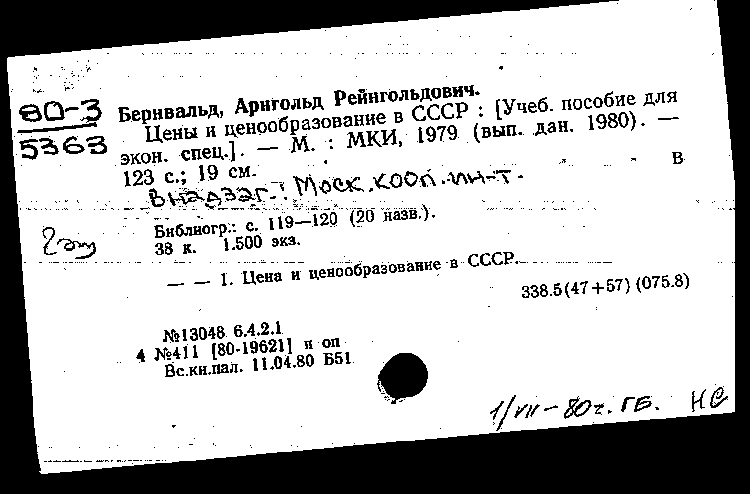 80-3
5363
Бернвальд, Арнгольд Рейнгольдович.
Цены и ценообразование в СССР : [Учеб. пособие для
экон. спец.]. — М. : МКИ, 1979 (вып. дан. 1980). —
123 с.; 19 см. В
В надзаг.: Моск. кооп. ин-т.
Библиогр.: с. 119—120 (20 назв.).
38 к. 1.500 экз.
— — 1. Цена и ценообразование в СССР.
338.5(47+57) (075.8)
№13048 6.4.2.1
4 №411 [80-19621] н оп
Вс.кн.пал. 11.04.80 Б51
1/VII-80г. ГБ. НС